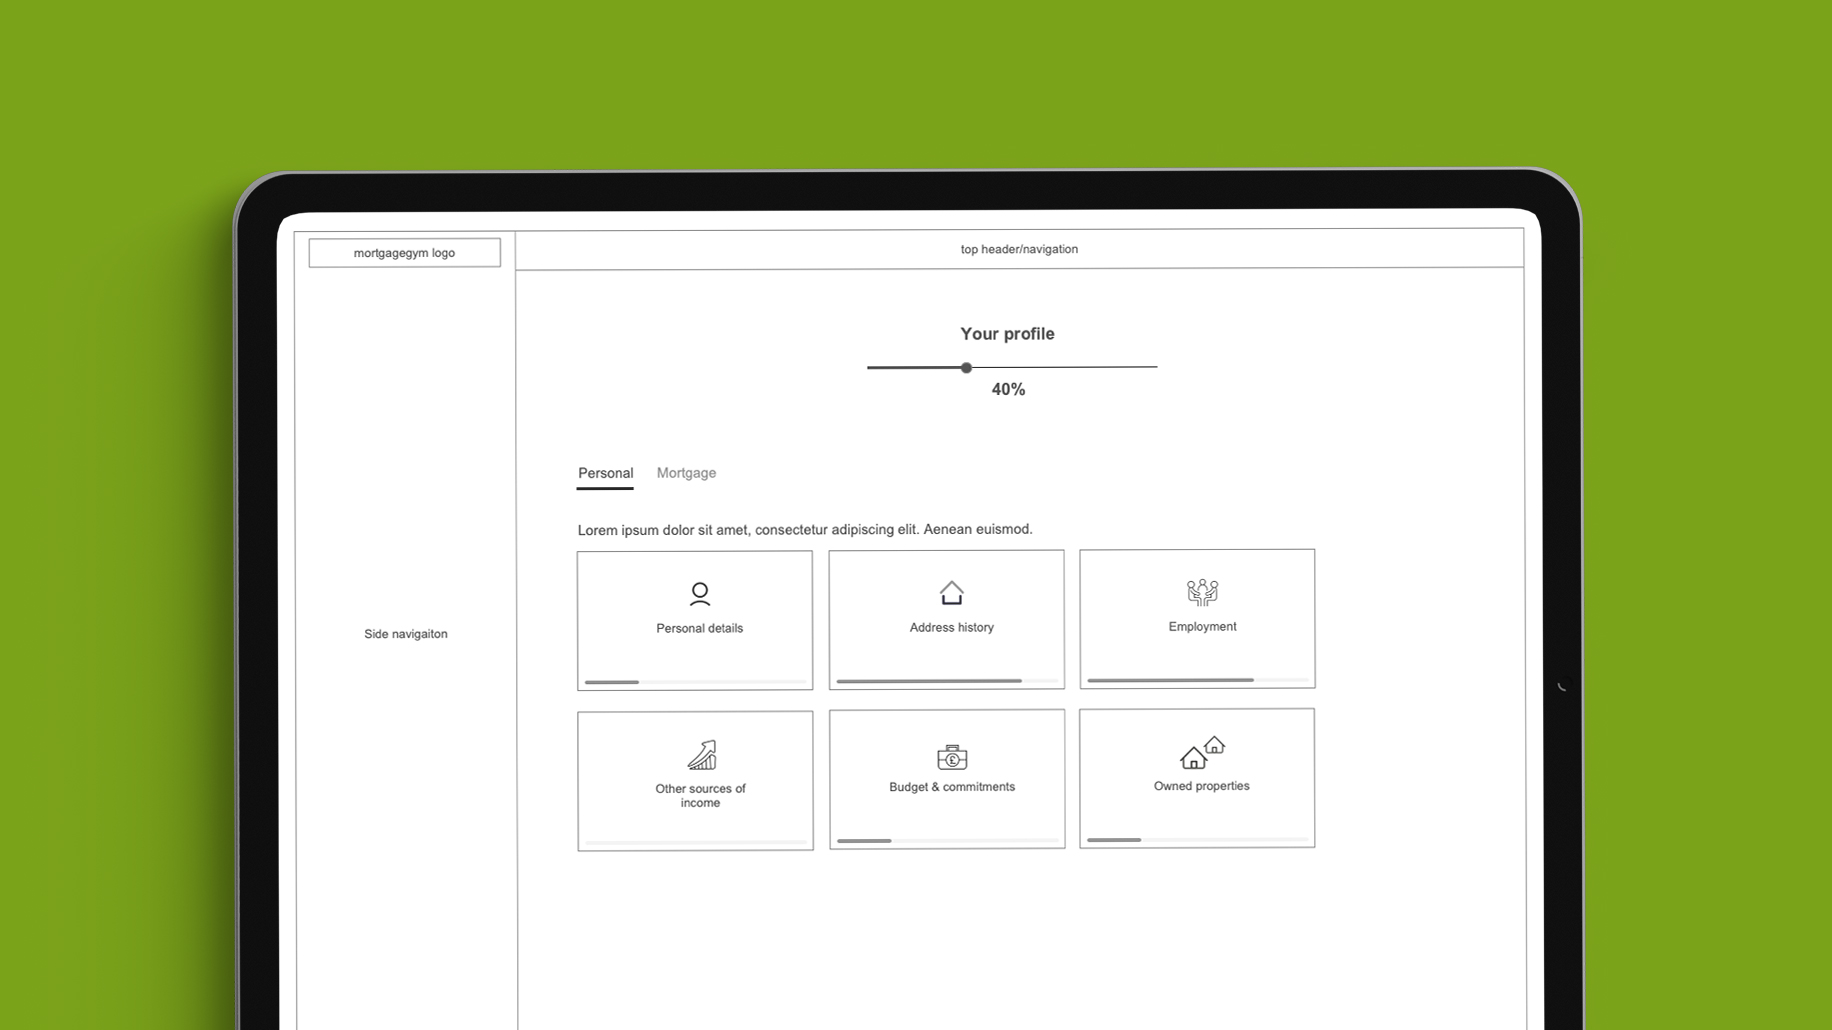 mortgagegym logo
top header/navigation
Your profile
40%
Personal
Mortgage
Lorem ipsum dolor sit amet, consectetur adipiscing elit. Aenean euismod.
Personal details
Address history
Employment
Side navigaiton
Other sources of
income
£
Budget & commitments
Owned properties